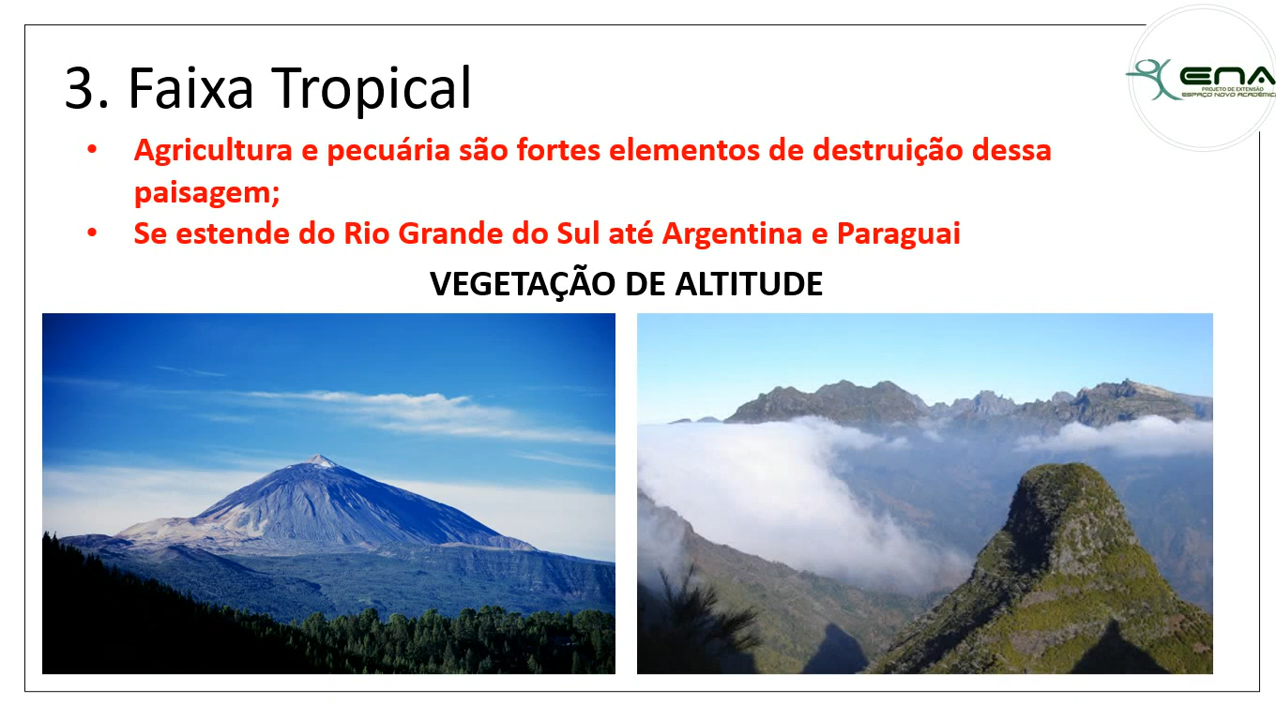 3. Faixa Tropical
ENA
PROJETO DE EXTENSÃO
ESPAÇO NOVO ACADÊMICO
• Agricultura e pecuária são fortes elementos de destruição dessa
paisagem;
• Se estende do Rio Grande do Sul até Argentina e Paraguai
VEGETAÇÃO DE ALTITUDE